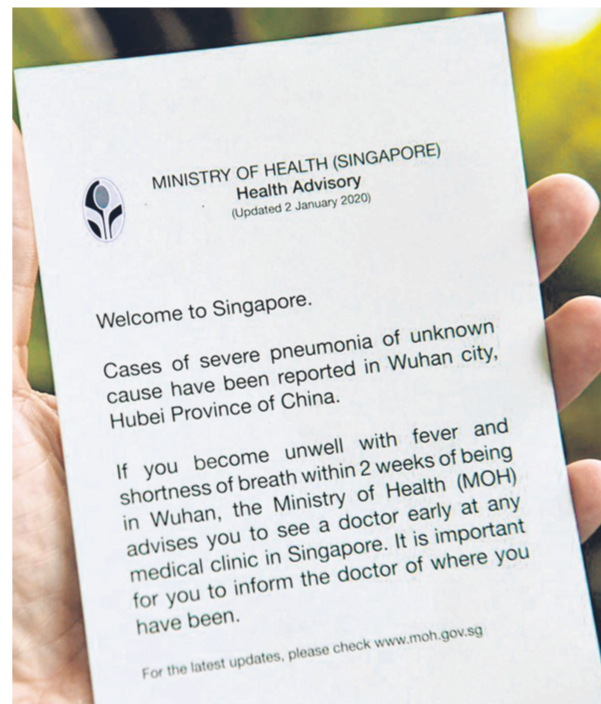 MINISTRY OF HEALTH (SINGAPORE)
Health Advisory
(Updated 2 January 2020)
Welcome to Singapore.
Cases of severe pneumonia of unknown
cause have been reported in Wuhan city,
Hubei Province of China.
If you become unwell with fever and
shortness of breath within 2 weeks of being
in Wuhan, the Ministry of Health (MOH)
advises you to see a doctor early at any
medical clinic in Singapore. It is important
for you to inform the doctor of where you
have been.
For the latest updates, please check www.moh.gov.sg